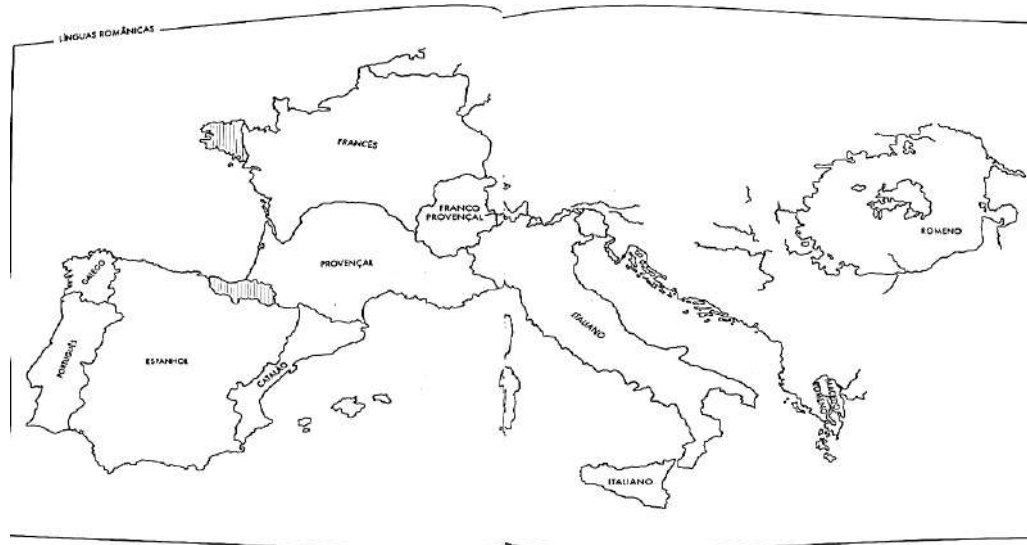 LÍNGUAS ROMÂNICAS
FRANCÊS
FRANCO
PROVENÇAL
ROMENO
PROVENÇAL
GALEGO
ITALIANO
PORTUGUÊS
ESPANHOL
CATALÃO
ITALIANO